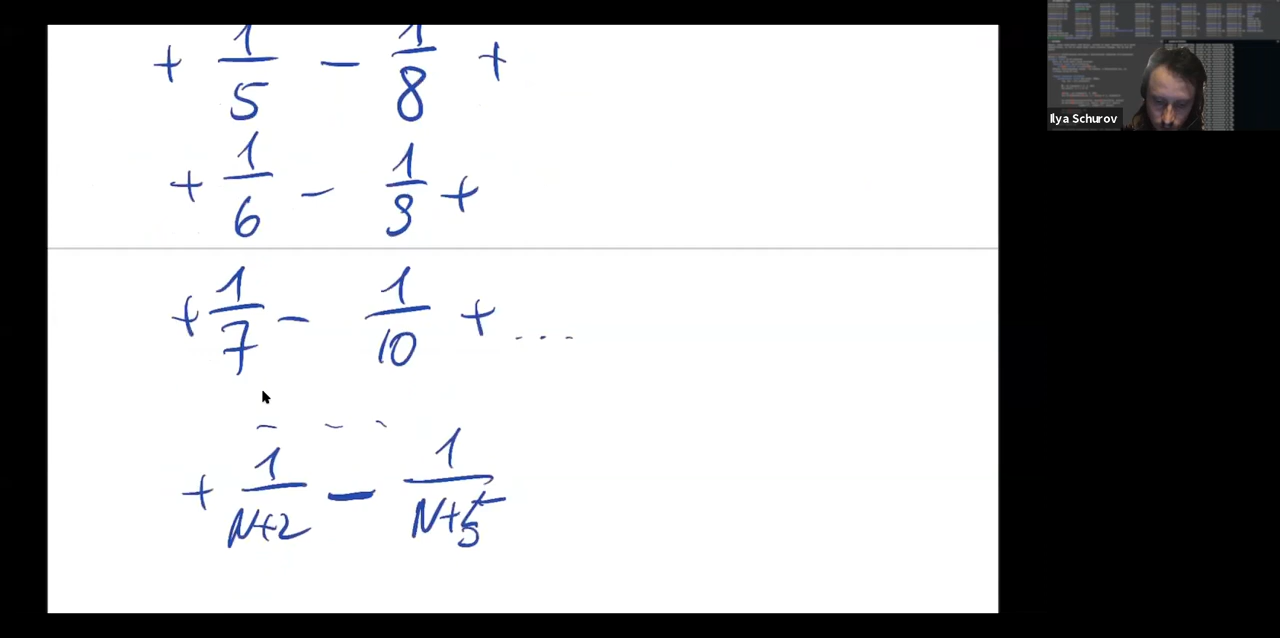 + 1/5 - 1/8 +
+ 1/6 - 1/9 +
+ 1/7 - 1/10 + ...
- - -
+ 1/(N+2) - 1/(N+5)
Ilya Schurov